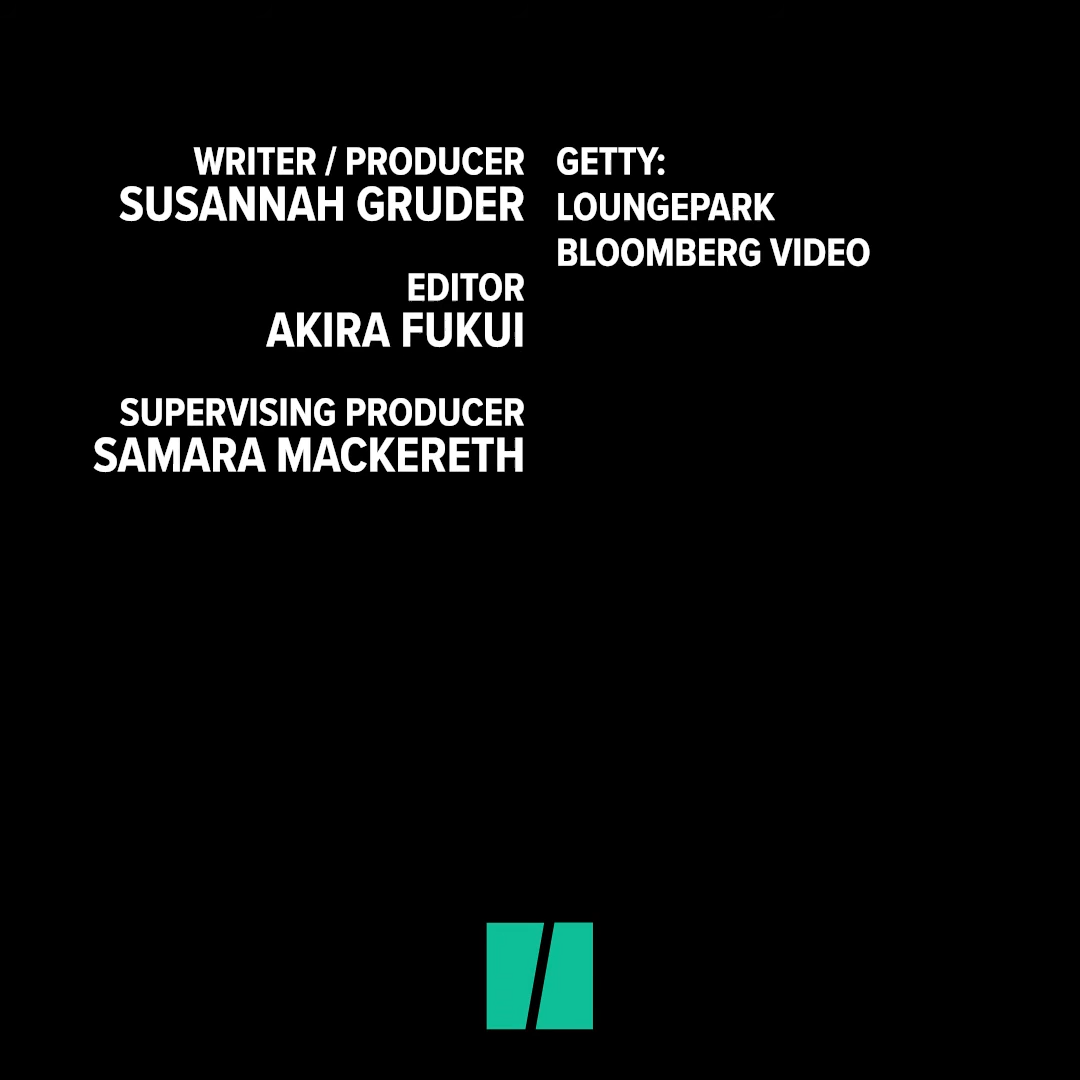 WRITER / PRODUCER
SUSANNAH GRUDER
EDITOR
AKIRA FUKUI
SUPERVISING PRODUCER
SAMARA MACKERETH
GETTY:
LOUNGEPARK
BLOOMBERG VIDEO